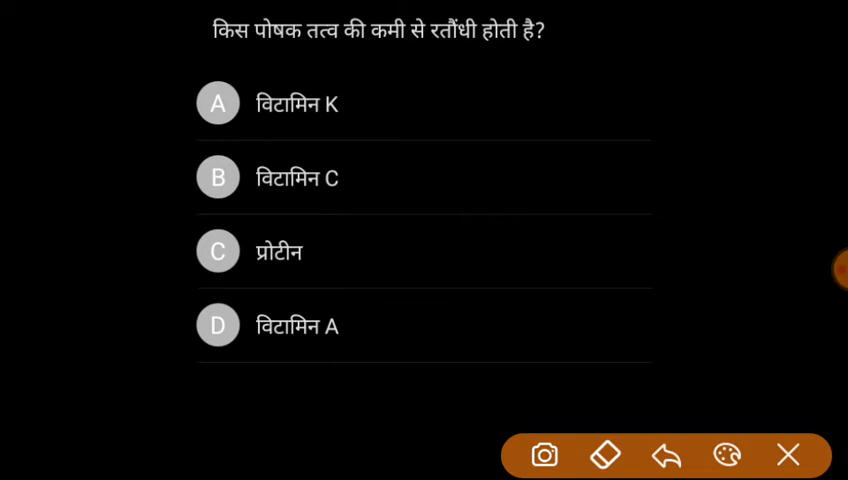 किस पोषक तत्व की कमी से रतौंधी होती है?
A विटामिन K
B विटामिन C
C प्रोटीन
D विटामिन A